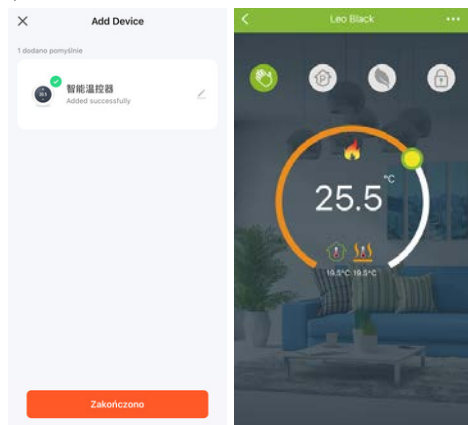 Add Device
1 dodano pomyślnie
智能温控器
Added successfully
Zakończono
Leo Black
25.5 °C
19.5°C 19.5°C